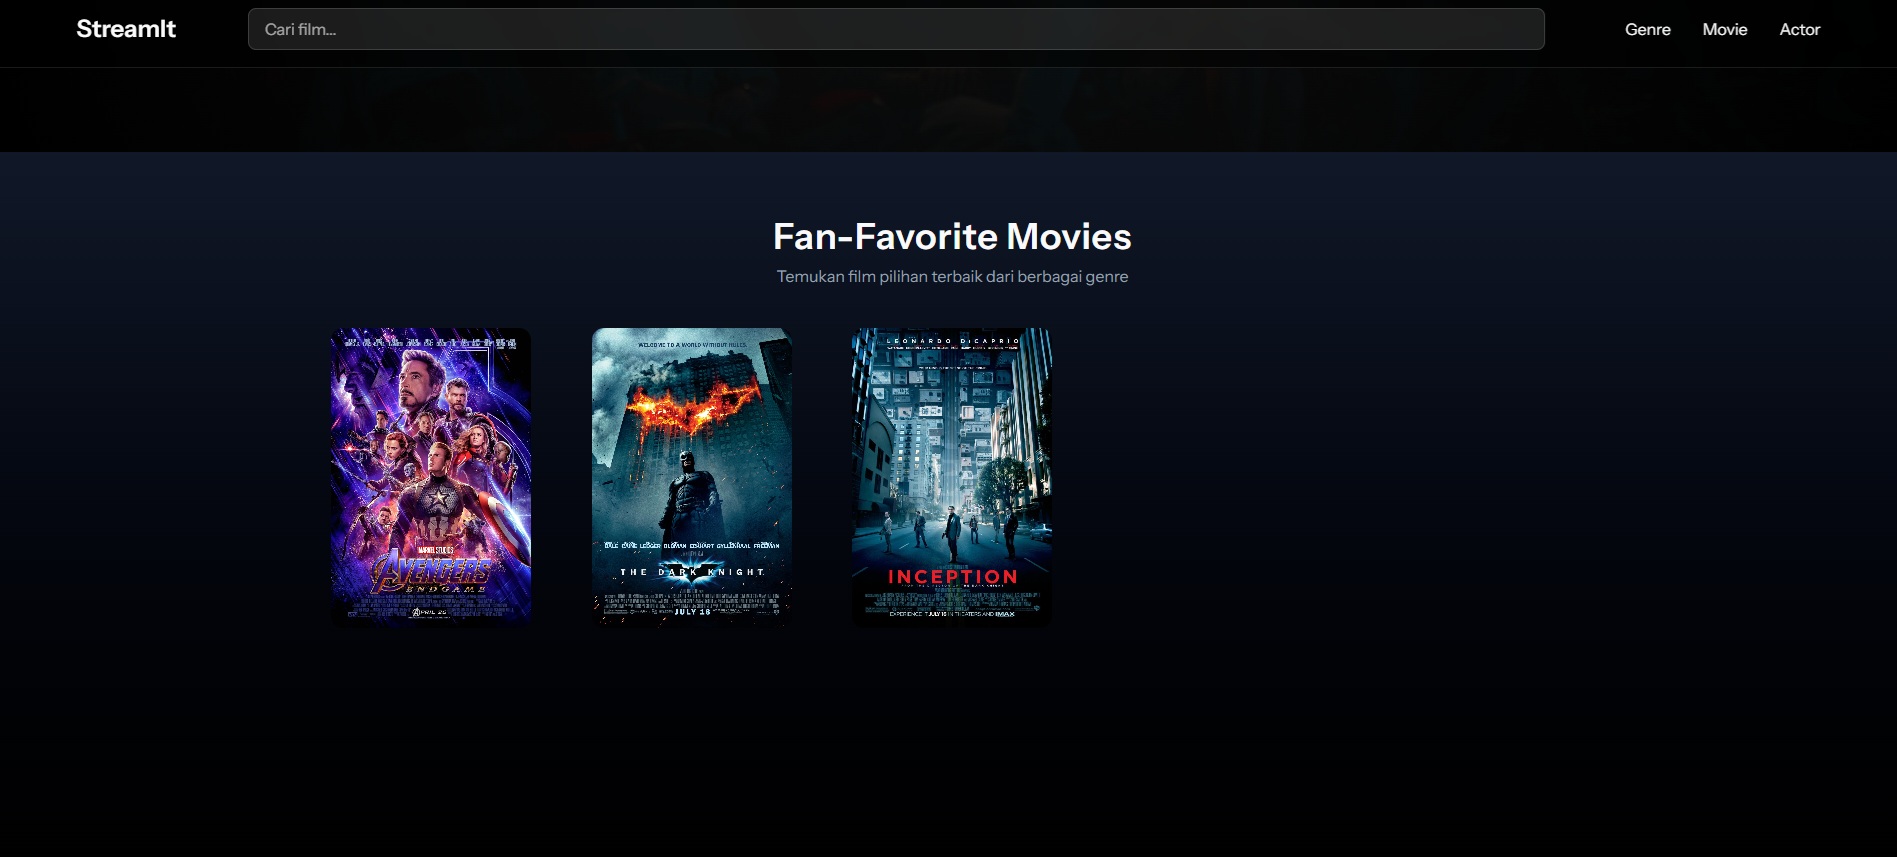 StreamIt
Cari film...
Genre Movie Actor
Fan-Favorite Movies
Temukan film pilihan terbaik dari berbagai genre
MARVEL STUDIOS
AVENGERS
ENDGAME
APRIL 26
WELCOME TO A WORLD WITHOUT RULES
BALE CAINE LEDGER OLDMAN ECKHART GYLLENHAAL FREEMAN
THE DARK KNIGHT
JULY 18
LEONARDO DiCAPRIO
INCEPTION
EXPERIENCE IT JULY 16 IN THEATERS AND IMAX